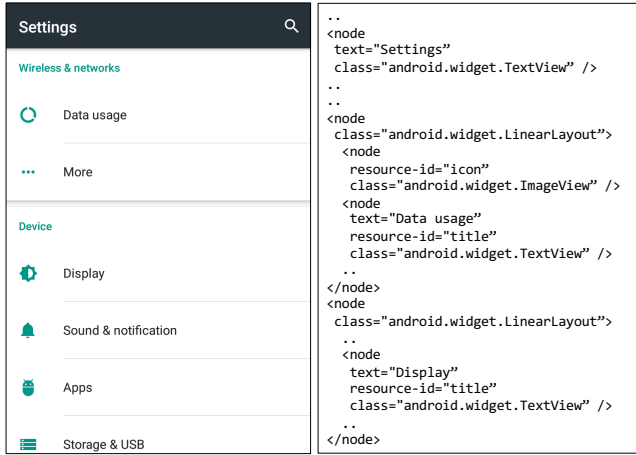 Settings
Wireless & networks
Data usage
More
Device
Display
Sound & notification
Apps
Storage & USB
..
<node
text="Settings”
class="android.widget.TextView” />
..
..
<node
class="android.widget.LinearLayout”>
<node
resource-id="icon”
class="android.widget.ImageView” />
<node
text="Data usage”
resource-id="title”
class="android.widget.TextView” />
..
</node>
<node
class="android.widget.LinearLayout”>
..
<node
text="Display”
resource-id="title”
class="android.widget.TextView” />
..
</node>